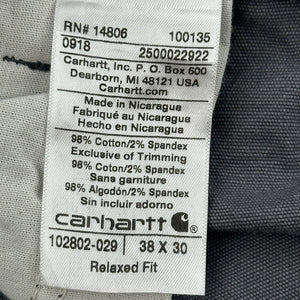 RN# 14806 100135
0918 2500022922
Carhartt, Inc. P.O. Box 600
Dearborn, MI 48121 USA
Carhartt.com
Made in Nicaragua
Fabriqué au Nicaragua
Hecho en Nicaragua
98% Cotton/2% Spandex
Exclusive of Trimming
98% Coton/2% Spandex
Sans garniture
98% Algodón/2% Spandex
Sin incluir adorno
carhartt
102802-029 38 X 30
Relaxed Fit